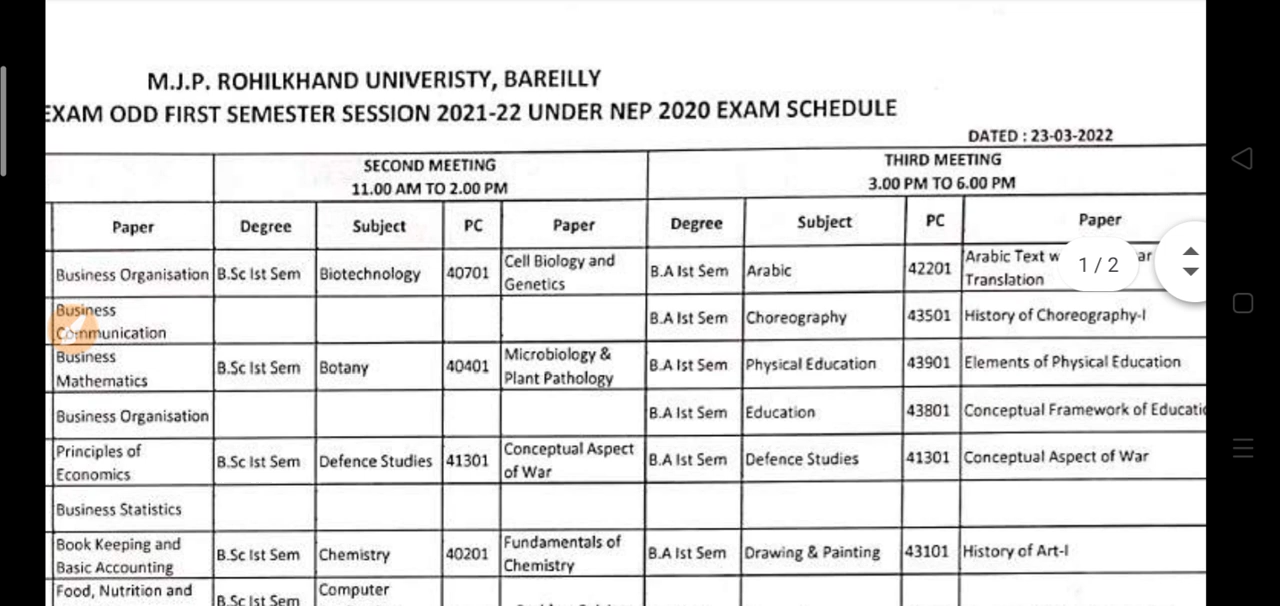 M.J.P. ROHILKHAND UNIVERISTY, BAREILLY
EXAM ODD FIRST SEMESTER SESSION 2021-22 UNDER NEP 2020 EXAM SCHEDULE
DATED : 23-03-2022
SECOND MEETING
11.00 AM TO 2.00 PM
THIRD MEETING
3.00 PM TO 6.00 PM
Paper Degree Subject PC Paper Degree Subject PC Paper
Business Organisation B.Sc Ist Sem Biotechnology 40701 Cell Biology and
Genetics
B.A Ist Sem Arabic 42201 Arabic Text
Translation
1 / 2
Business
Communication
B.A Ist Sem Choreography 43501 History of Choreography-I
Business
Mathematics
B.Sc Ist Sem Botany 40401 Microbiology &
Plant Pathology
B.A Ist Sem Physical Education 43901 Elements of Physical Education
Business Organisation B.A Ist Sem Education 43801 Conceptual Framework of Educatio
Principles of
Economics
B.Sc Ist Sem Defence Studies 41301 Conceptual Aspect
of War
B.A Ist Sem Defence Studies 41301 Conceptual Aspect of War
Business Statistics
Book Keeping and
Basic Accounting
B.Sc Ist Sem Chemistry 40201 Fundamentals of
Chemistry
B.A Ist Sem Drawing & Painting 43101 History of Art-I
Food, Nutrition and
B.Sc Ist Sem Computer